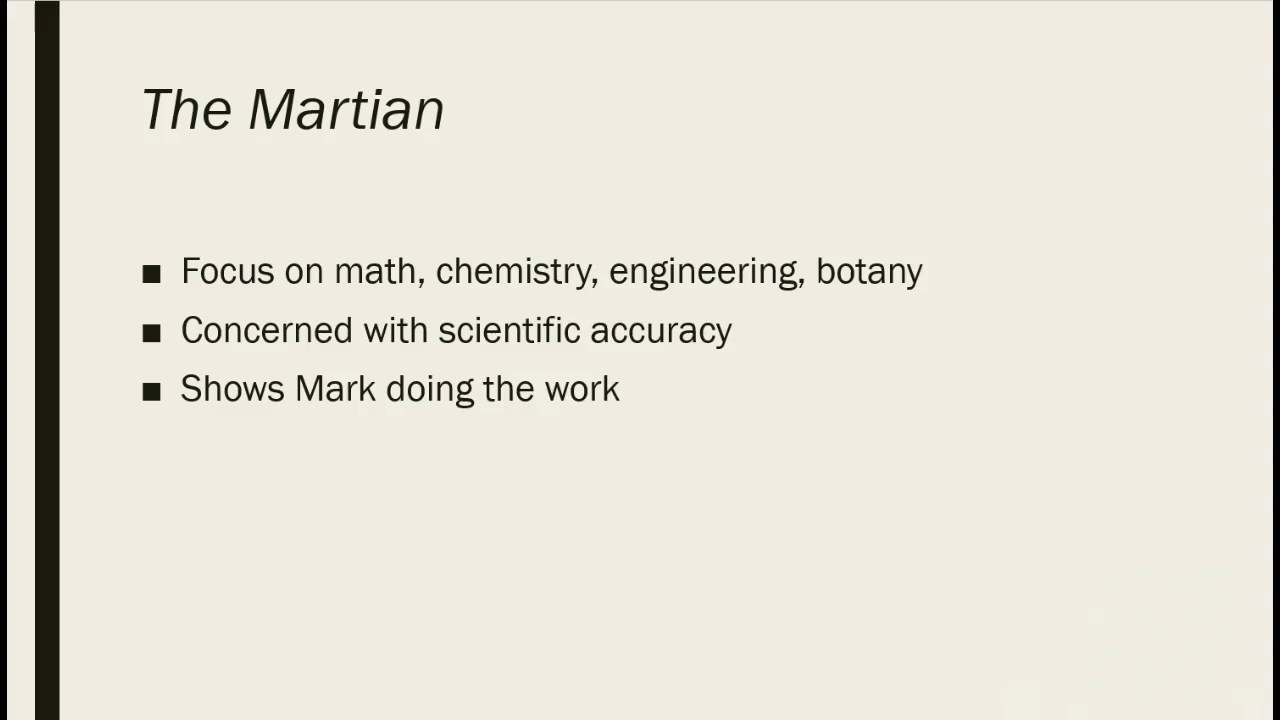 The Martian
■ Focus on math, chemistry, engineering, botany
■ Concerned with scientific accuracy
■ Shows Mark doing the work